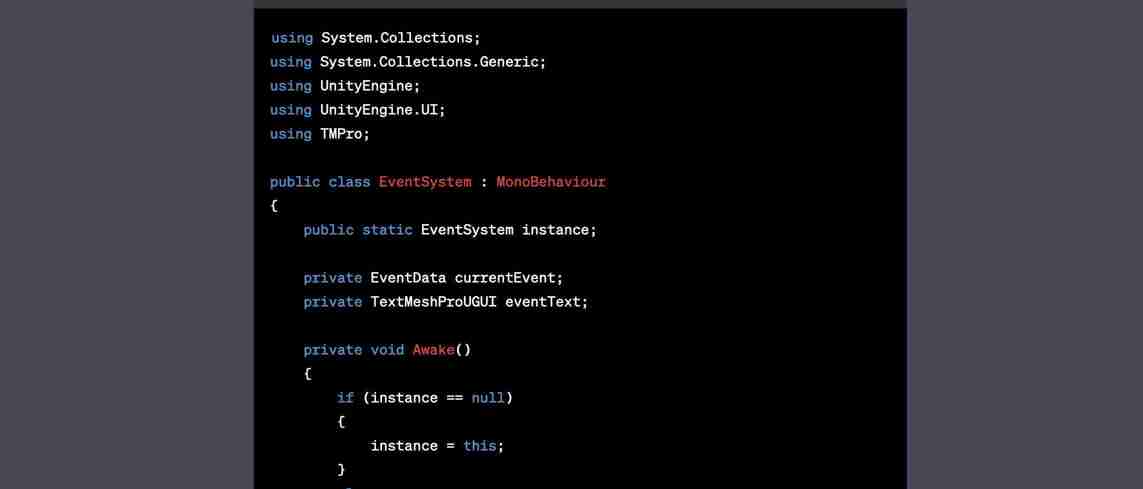 using System.Collections;
using System.Collections.Generic;
using UnityEngine;
using UnityEngine.UI;
using TMPro;
public class EventSystem : MonoBehaviour
{
public static EventSystem instance;
private EventData currentEvent;
private TextMeshProUGUI eventText;
private void Awake()
{
if (instance == null)
{
instance = this;
}